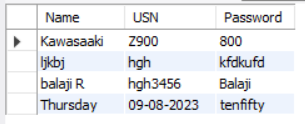 Name USN Password
Kawasaaki Z900 800
ljkbj hgh kfdkufd
balaji R hgh3456 Balaji
Thursday 09-08-2023 tenfifty